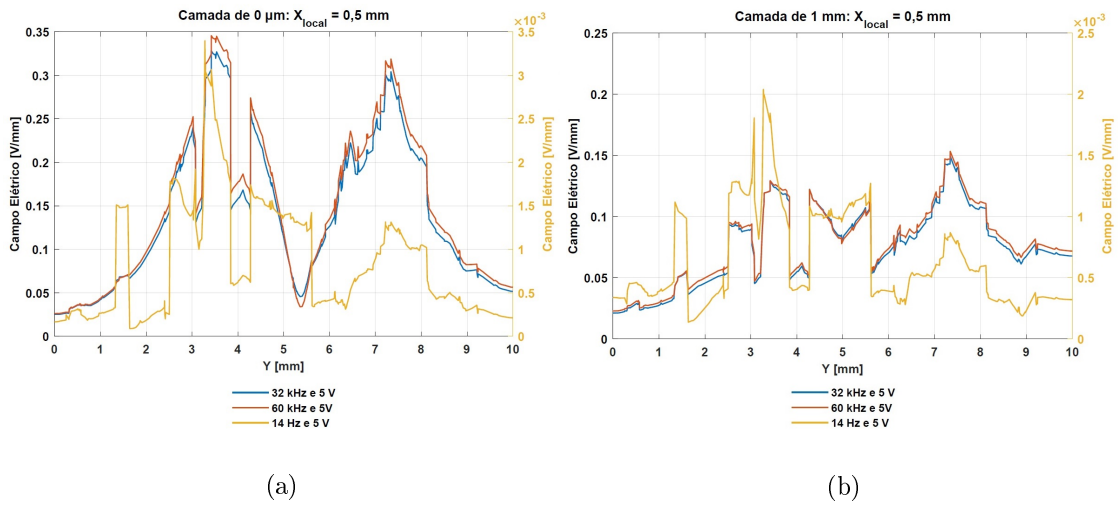 Camada de 0 µm: Xlocal = 0,5 mm
×10-3
0.35
0.3
0.25
0.2
0.15
0.1
0.05
0
Campo Elétrico [V/mm]
3.5
3
2.5
2
1.5
1
0.5
0
Campo Elétrico [V/mm]
0 1 2 3 4 5 6 7 8 9 10
Y [mm]
32 kHz e 5 V
60 kHz e 5V
14 Hz e 5 V
(a)
Camada de 1 mm: Xlocal = 0,5 mm
×10-3
0.25
0.2
0.15
0.1
0.05
0
Campo Elétrico [V/mm]
2.5
2
1.5
1
0.5
0
Campo Elétrico [V/mm]
0 1 2 3 4 5 6 7 8 9 10
Y [mm]
32 kHz e 5 V
60 kHz e 5V
14 Hz e 5 V
(b)